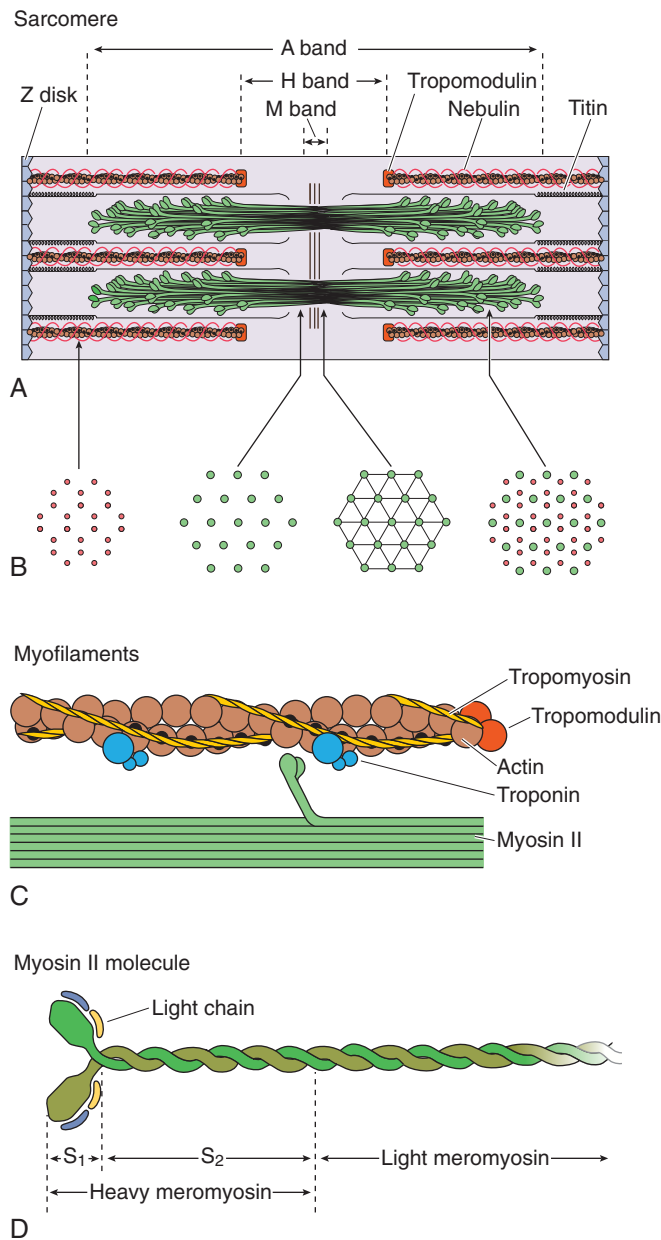 Sarcomere
A band
H band
M band
Z disk
Tropomodulin
Nebulin
Titin
A
B
Myofilaments
Tropomyosin
Tropomodulin
Actin
Troponin
Myosin II
C
Myosin II molecule
Light chain
S₁
S₂
Light meromyosin
Heavy meromyosin
D